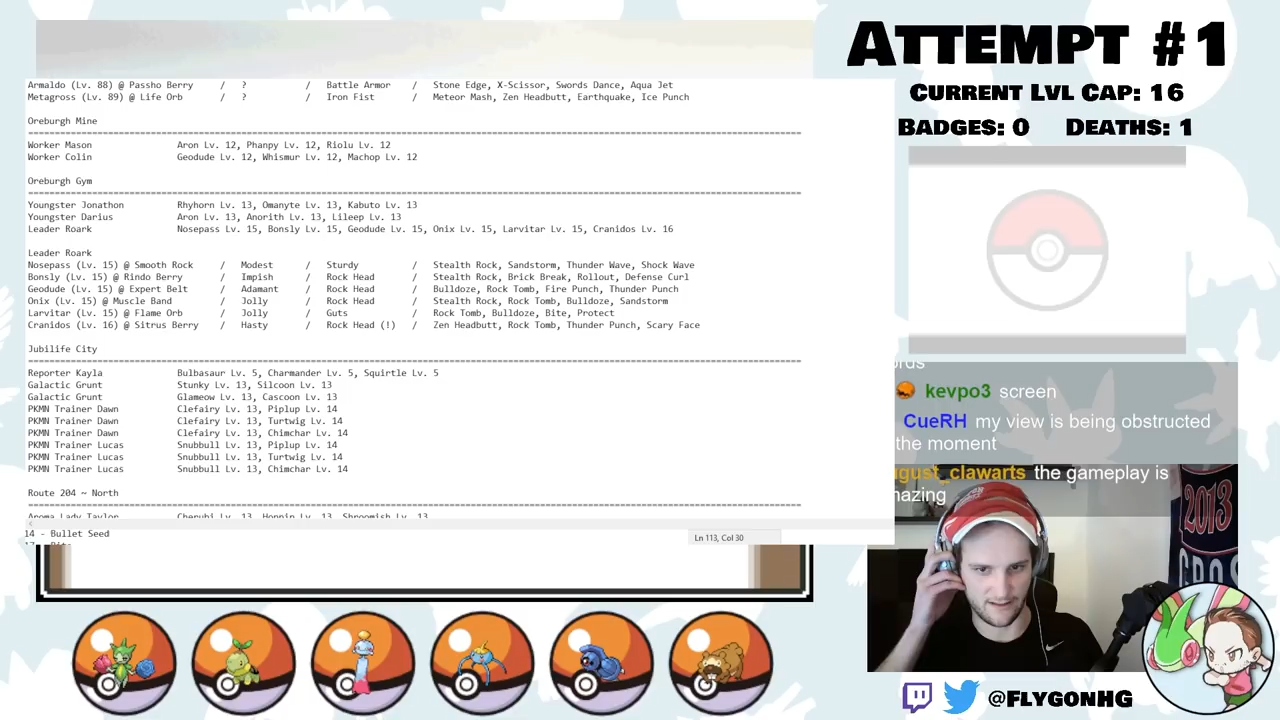 Armaldo (Lv. 88) @ Passho Berry / ? / Battle Armor / Stone Edge, X-Scissor, Swords Dance, Aqua Jet
Metagross (Lv. 89) @ Life Orb / ? / Iron Fist / Meteor Mash, Zen Headbutt, Earthquake, Ice Punch
Oreburgh Mine
Worker Mason Aron Lv. 12, Phanpy Lv. 12, Riolu L. 12
Worker Colin Geodude Lv. 12, Whismur Lv. 12, Machop Lv. 12
Oreburgh Gym
Youngster Jonathon Rhyhorn Lv. 13, Omanyte Lv. 13, Kabuto Lv. 13
Youngster Darius Aron Lv. 13, Anorith Lv. 13, Lileep Lv. 13
Leader Roark Nosepass Lv. 15, Bonsly Lv. 15, Geodude Lv. 15, Onix Lv. 15, Larvitar Lv. 15, Cranidos Lv. 16
Leader Roark
Nosepass (Lv. 15) @ Smooth Rock / Modest / Sturdy / Stealth Rock, Sandstorm, Thunder Wave, Shock Wave
Bonsly (Lv. 15) @ Rindo Berry / Impish / Rock Head / Stealth Rock, Brick Break, Rollout, Defense Curl
Geodude (Lv. 15) @ Expert Belt / Adamant / Rock Head / Bulldoze, Rock Tomb, Fire Punch, Thunder Punch
Onix (Lv. 15) @ Muscle Band / Jolly / Rock Head / Stealth Rock, Rock Tomb, Bulldoze, Sandstorm
Larvitar (Lv. 15) @ Flame Orb / Jolly / Guts / Rock Tomb, Bulldoze, Bite, Protect
Cranidos (Lv. 16) @ Sitrus Berry / Hasty / Rock Head (!) / Zen Headbutt, Rock Tomb, Thunder Punch, Scary Face
Jubilife City
Reporter Kayla Bulbasaur Lv. 5, Charmander Lv. 5, Squirtle Lv. 5
Galactic Grunt Stunky Lv. 13, Silcoon Lv. 13
Galactic Grunt Glameow Lv. 13, Cascoon Lv. 13
PKMN Trainer Dawn Clefairy Lv. 13, Piplup Lv. 14
PKMN Trainer Dawn Clefairy Lv. 13, Turtwig Lv. 14
PKMN Trainer Dawn Clefairy Lv. 13, Chimchar Lv. 14
PKMN Trainer Lucas Snubbull Lv. 13, Piplup Lv. 14
PKMN Trainer Lucas Snubbull Lv. 13, Turtwig Lv. 14
PKMN Trainer Lucas Snubbull Lv. 13, Chimchar Lv. 14
Route 204 ~ North
Aroma Lady Taylor Cherubi Lv. 13, Hoppip Lv. 13, Shroomish Lv. 13
14 - Bullet Seed
Ln 113, Col 30
ATTEMPT #1
CURRENT LVL CAP: 16
BADGES: 0 DEATHS: 1
kevpo3 screen
CueRH my view is being obstructed
the moment
gust_clawarts the gameplay is
mazing
2013
@FLYGONHG